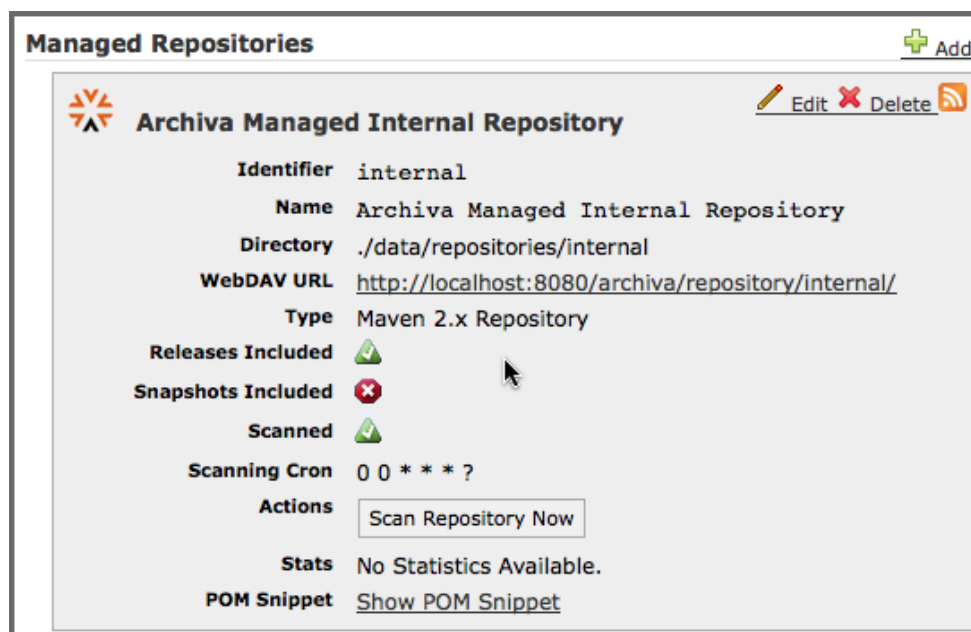 Managed Repositories Add
Edit Delete
Archiva Managed Internal Repository
Identifier internal
Name Archiva Managed Internal Repository
Directory ./data/repositories/internal
WebDAV URL http://localhost:8080/archiva/repository/internal/
Type Maven 2.x Repository
Releases Included
Snapshots Included
Scanned
Scanning Cron 0 0 * * * ?
Actions Scan Repository Now
Stats No Statistics Available.
POM Snippet Show POM Snippet